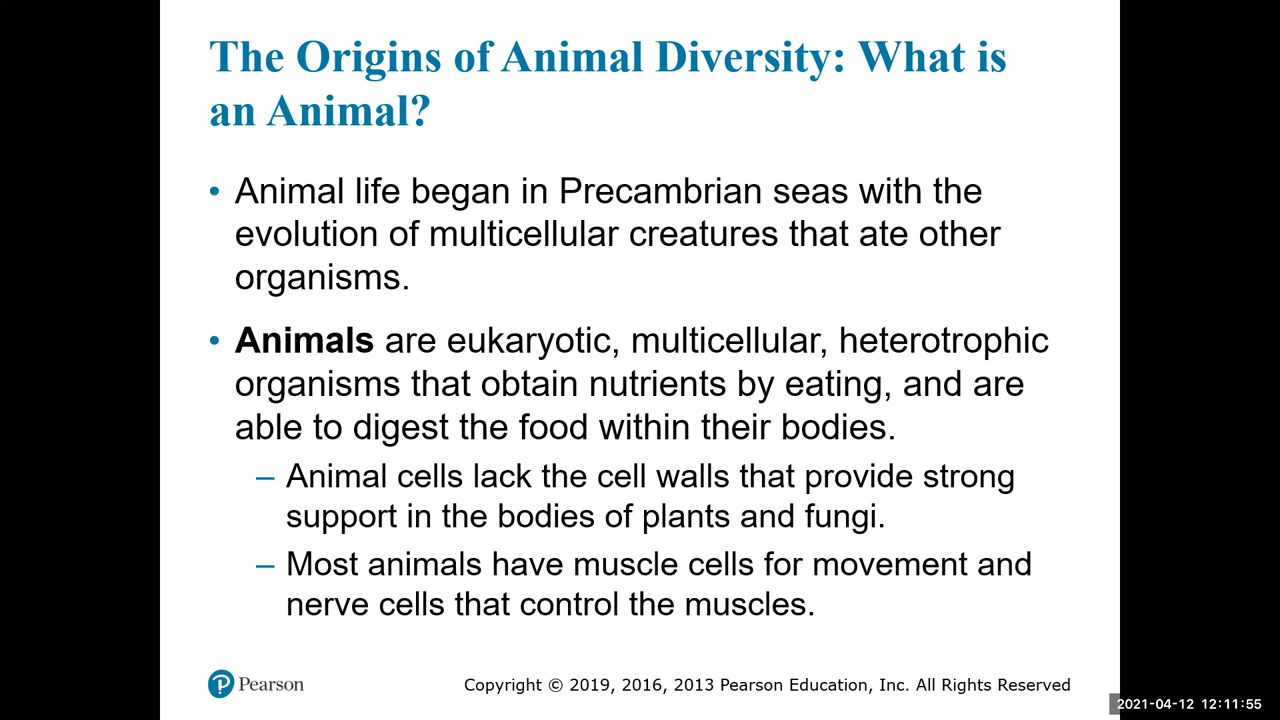 The Origins of Animal Diversity: What is
an Animal?
• Animal life began in Precambrian seas with the
evolution of multicellular creatures that ate other
organisms.
• Animals are eukaryotic, multicellular, heterotrophic
organisms that obtain nutrients by eating, and are
able to digest the food within their bodies.
– Animal cells lack the cell walls that provide strong
support in the bodies of plants and fungi.
– Most animals have muscle cells for movement and
nerve cells that control the muscles.
P Pearson
Copyright © 2019, 2016, 2013 Pearson Education, Inc. All Rights Reserved
2021-04-12 12:11:55